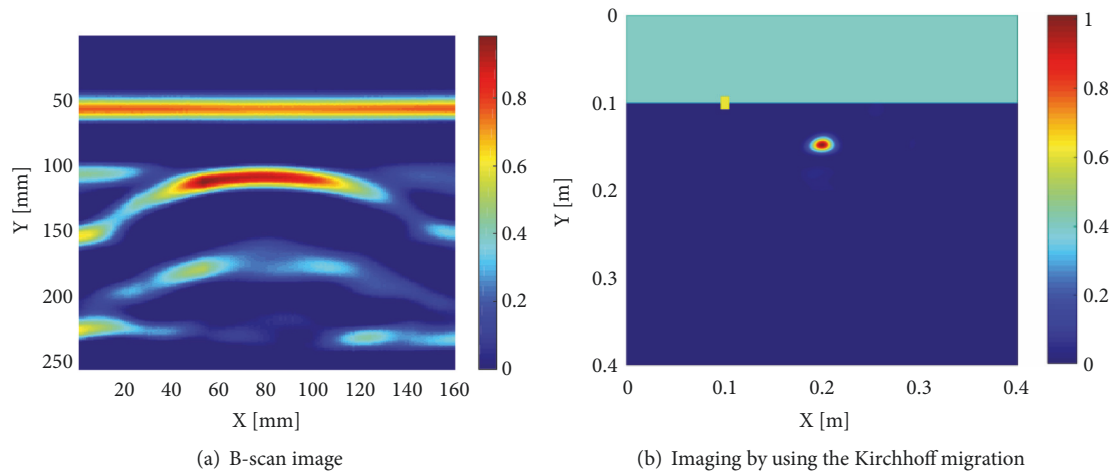 50
100
150
200
250
Y [mm]
20 40 60 80 100 120 140 160
X [mm]
0.8
0.6
0.4
0.2
0
(a) B-scan image
0
0.1
0.2
0.3
0.4
Y [m]
0 0.1 0.2 0.3 0.4
X [m]
1
0.8
0.6
0.4
0.2
0
(b) Imaging by using the Kirchhoff migration